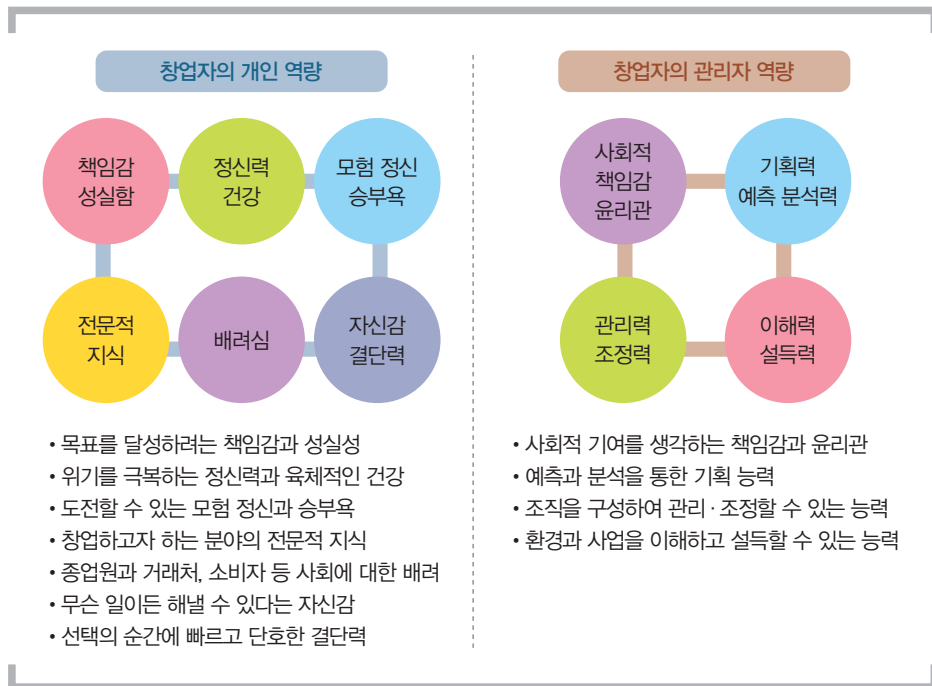 창업자의 개인 역량
책임감
성실함
정신력
건강
모험 정신
승부욕
전문적
지식
배려심
자신감
결단력
• 목표를 달성하려는 책임감과 성실성
• 위기를 극복하는 정신력과 육체적인 건강
• 도전할 수 있는 모험 정신과 승부욕
• 창업하고자 하는 분야의 전문적 지식
• 종업원과 거래처, 소비자 등 사회에 대한 배려
• 무슨 일이든 해낼 수 있다는 자신감
• 선택의 순간에 빠르고 단호한 결단력
창업자의 관리자 역량
사회적
책임감
윤리관
기획력
예측 분석력
관리력
조정력
이해력
설득력
• 사회적 기여를 생각하는 책임감과 윤리관
• 예측과 분석을 통한 기획 능력
• 조직을 구성하여 관리·조정할 수 있는 능력
• 환경과 사업을 이해하고 설득할 수 있는 능력